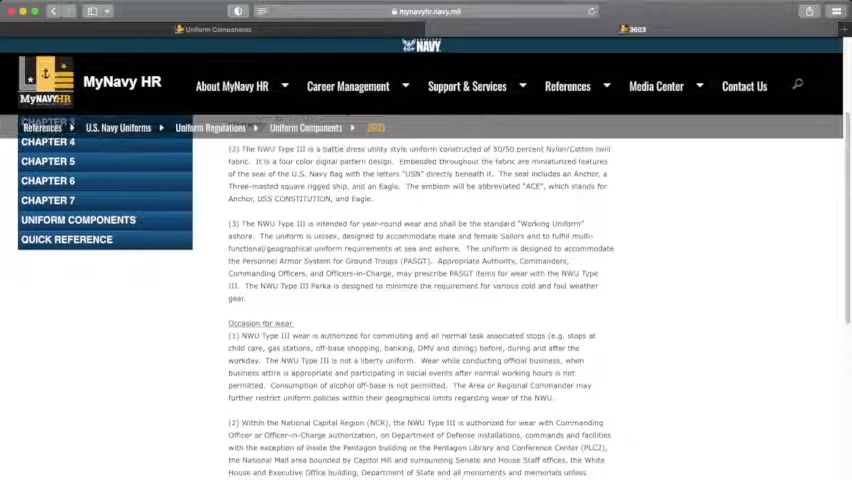 mynavyhr.navy.mil
Uniform Components
3603
NAVY
MyNAVYHR
MyNavy HR
About MyNavy HR
Career Management
Support & Services
References
Media Center
Contact Us
References
U.S. Navy Uniforms
Uniform Regulations
Uniform Components
3603
CHAPTER 3
CHAPTER 4
CHAPTER 5
CHAPTER 6
CHAPTER 7
UNIFORM COMPONENTS
QUICK REFERENCE
(2) The NWU Type III is a battle dress utility style uniform constructed of 50/50 percent Nylon/Cotton twill
fabric. It is a four color digital pattern design. Embedded throughout the fabric are miniaturized features
of the seal of the U.S. Navy flag with the letters "USN" directly beneath it. The seal includes an Anchor, a
Three-masted square rigged ship, and an Eagle. The emblem will be abbreviated "ACE", which stands for
Anchor, USS CONSTITUTION, and Eagle.
(3) The NWU Type III is intended for year-round wear and shall be the standard "Working Uniform"
ashore. The uniform is unisex, designed to accommodate male and female Sailors and to fulfill multi-
functional/geographical uniform requirements at sea and ashore. The uniform is designed to accommodate
the Personnel Armor System for Ground Troops (PASGT). Appropriate Authority, Commanders,
Commanding Officers, and Officers-in-Charge, may prescribe PASGT items for wear with the NWU Type
III. The NWU Type III Parka is designed to minimize the requirement for various cold and foul weather
gear.
Occasion for wear.
(1) NWU Type III wear is authorized for commuting and all normal task associated stops (e.g. stops at
child care, gas stations, off-base shopping, banking, DMV and dining) before, during and after the
workday. The NWU Type III is not a liberty uniform. Wear while conducting official business, when
business attire is appropriate and participating in social events after normal working hours is not
permitted. Consumption of alcohol off-base is not permitted. The Area or Regional Commander may
further restrict uniform policies within their geographical limits regarding wear of the NWU.
(2) Within the National Capital Region (NCR), the NWU Type III is authorized for wear with Commanding
Officer or Officer-in-Charge authorization, on Department of Defense installations, commands and facilities
with the exception of inside the Pentagon building or the Pentagon Library and Conference Center (PLC2),
the National Mall area bounded by Capitol Hill and surrounding Senate and House Staff offices, the White
House and Executive Office building, Department of State and all monuments and memorials unless